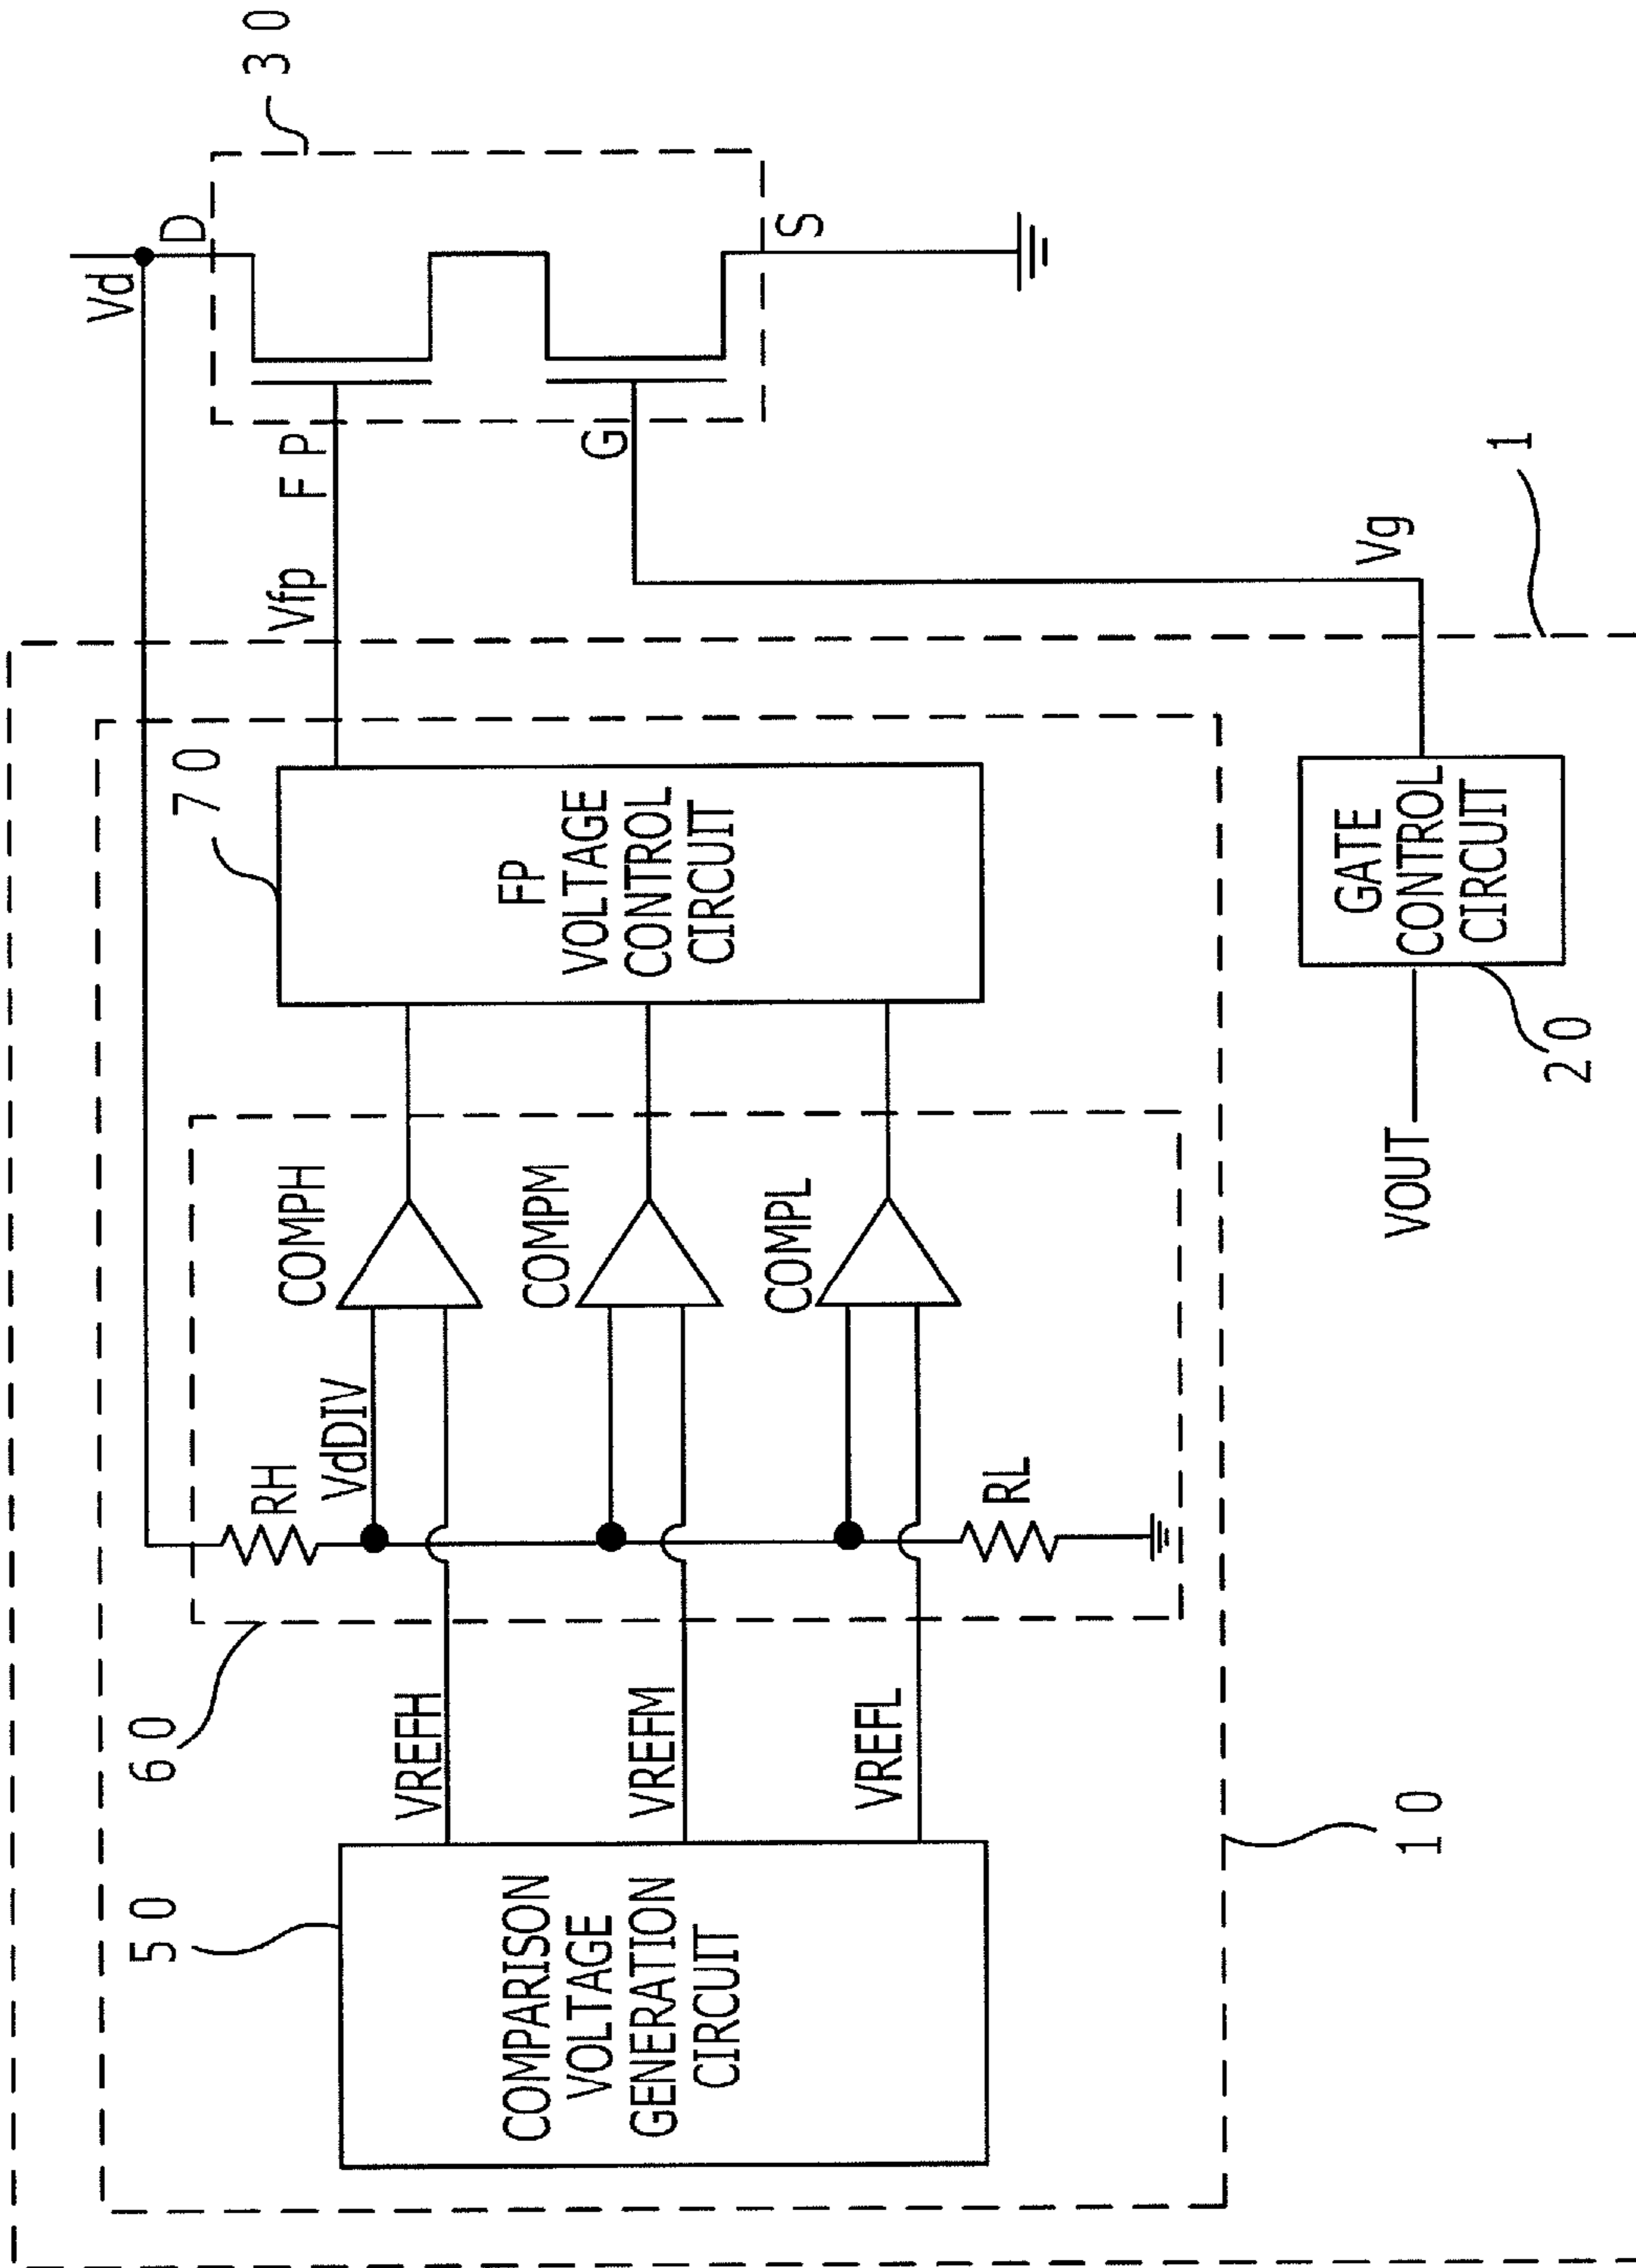 30
Vd
D
S
Vfp
F P
G
Vg
1
70
FP
VOLTAGE
CONTROL
CIRCUIT
GATE
CONTROL
CIRCUIT
20
VOUT
COMPH
COMPM
COMPL
RH
VdDIV
RL
60
VREFH
VREFM
VREFL
10
50
COMPARISON
VOLTAGE
GENERATION
CIRCUIT